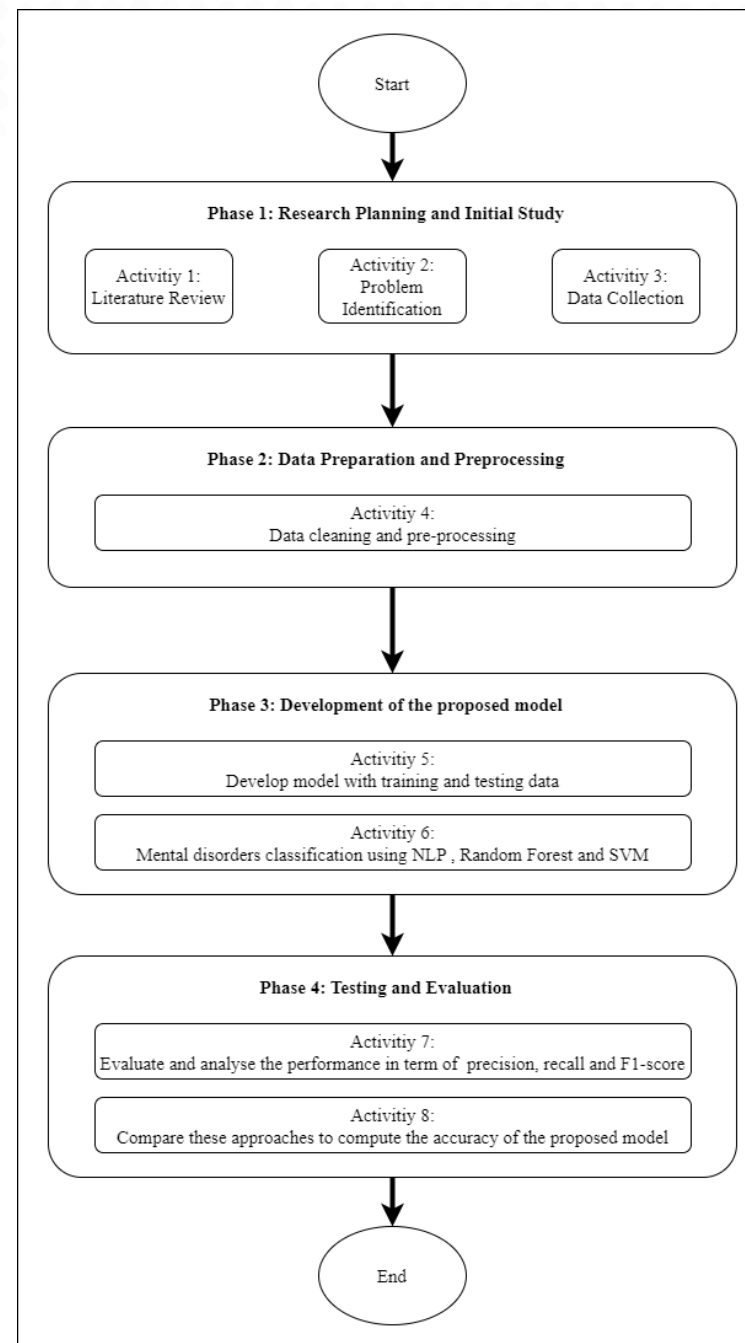 Start
Phase 1: Research Planning and Initial Study
Activitiy 1:
Literature Review
Activitiy 2:
Problem
Identification
Activitiy 3:
Data Collection
Phase 2: Data Preparation and Preprocessing
Activitiy 4:
Data cleaning and pre-processing
Phase 3: Development of the proposed model
Activitiy 5:
Develop model with training and testing data
Activitiy 6:
Mental disorders classification using NLP , Random Forest and SVM
Phase 4: Testing and Evaluation
Activitiy 7:
Evaluate and analyse the performance in term of precision, recall and F1-score
Activitiy 8:
Compare these approaches to compute the accuracy of the proposed model
End